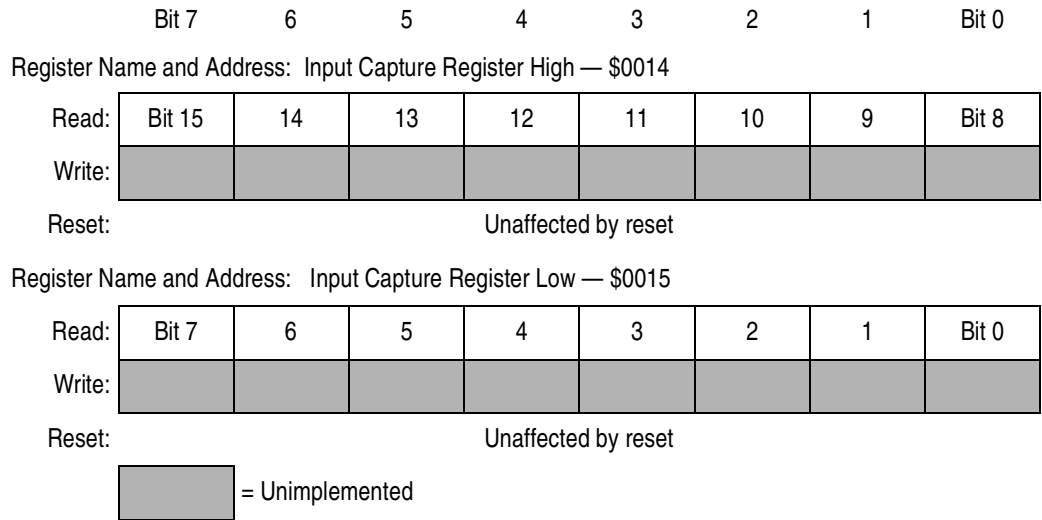 Bit 7 6 5 4 3 2 1 Bit 0
Register Name and Address: Input Capture Register High — $0014
Read: Bit 15 14 13 12 11 10 9 Bit 8
Write:
Reset: Unaffected by reset
Register Name and Address: Input Capture Register Low — $0015
Read: Bit 7 6 5 4 3 2 1 Bit 0
Write:
Reset: Unaffected by reset
= Unimplemented